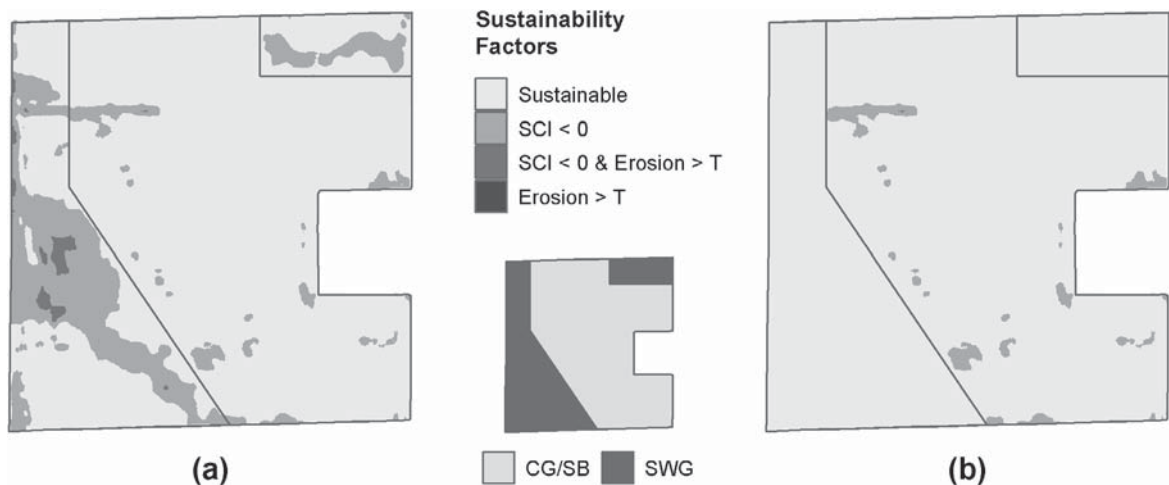 Sustainability
Factors
Sustainable
SCI < 0
SCI < 0 & Erosion > T
Erosion > T
CG/SB
SWG
(a)
(b)